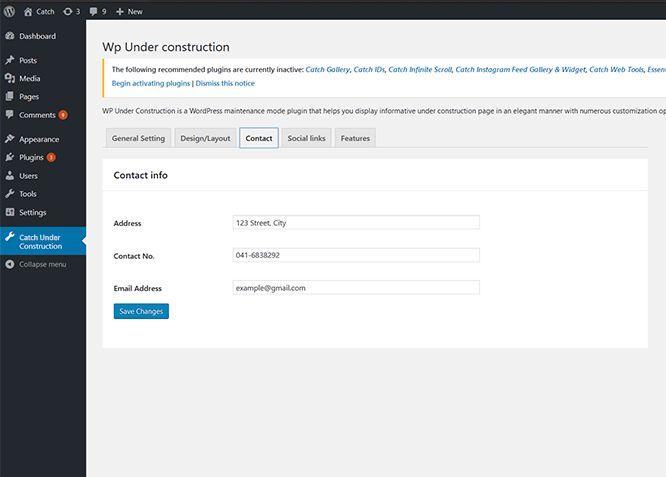 Catch 3 9 New
Dashboard
Posts
Media
Pages
Comments
Appearance
Plugins
Users
Tools
Settings
Catch Under
Construction
Collapse menu
Wp Under construction
The following recommended plugins are currently inactive: Catch Gallery, Catch IDs, Catch Infinite Scroll, Catch Instagram Feed Gallery & Widget, Catch Web Tools, Essen
Begin activating plugins | Dismiss this notice
WP Under Construction is a WordPress maintenance mode plugin that helps you display informative under construction page in an elegant manner with numerous customization op
General Setting Design/Layout Contact Social links Features
Contact info
Address 123 Street, City
Contact No. 041-6838292
Email Address example@gmail.com
Save Changes